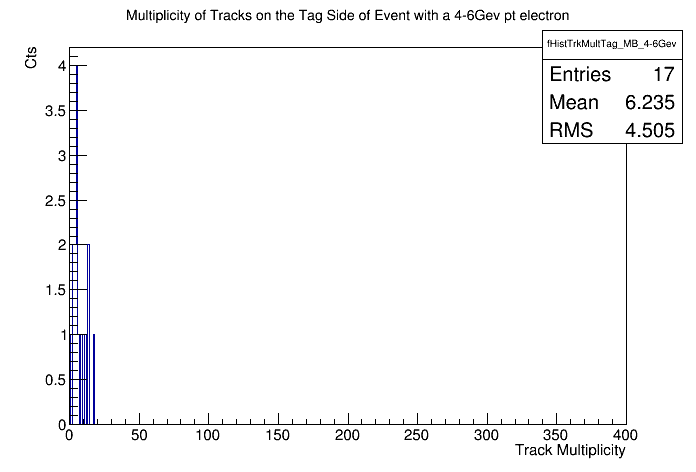 Multiplicity of Tracks on the Tag Side of Event with a 4-6Gev pt electron
fHistTrkMultTag_MB_4-6Gev
Entries 17
Mean 6.235
RMS 4.505
Cts
4
3.5
3
2.5
2
1.5
1
0.5
0
0 50 100 150 200 250 300 350 400
Track Multiplicity